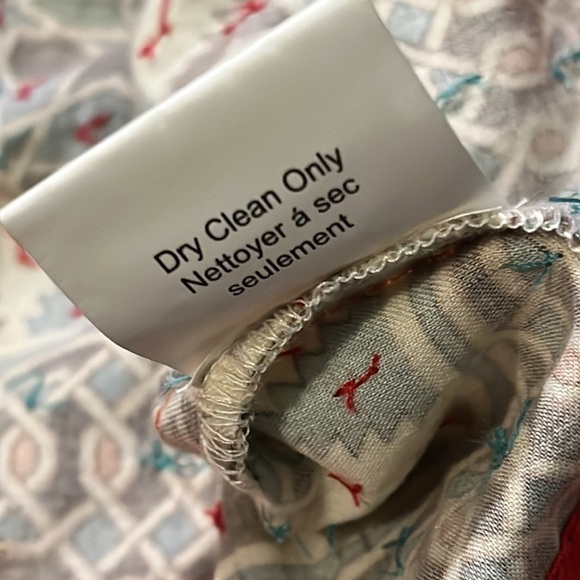 Dry Clean Only
Nettoyer á sec
seulement